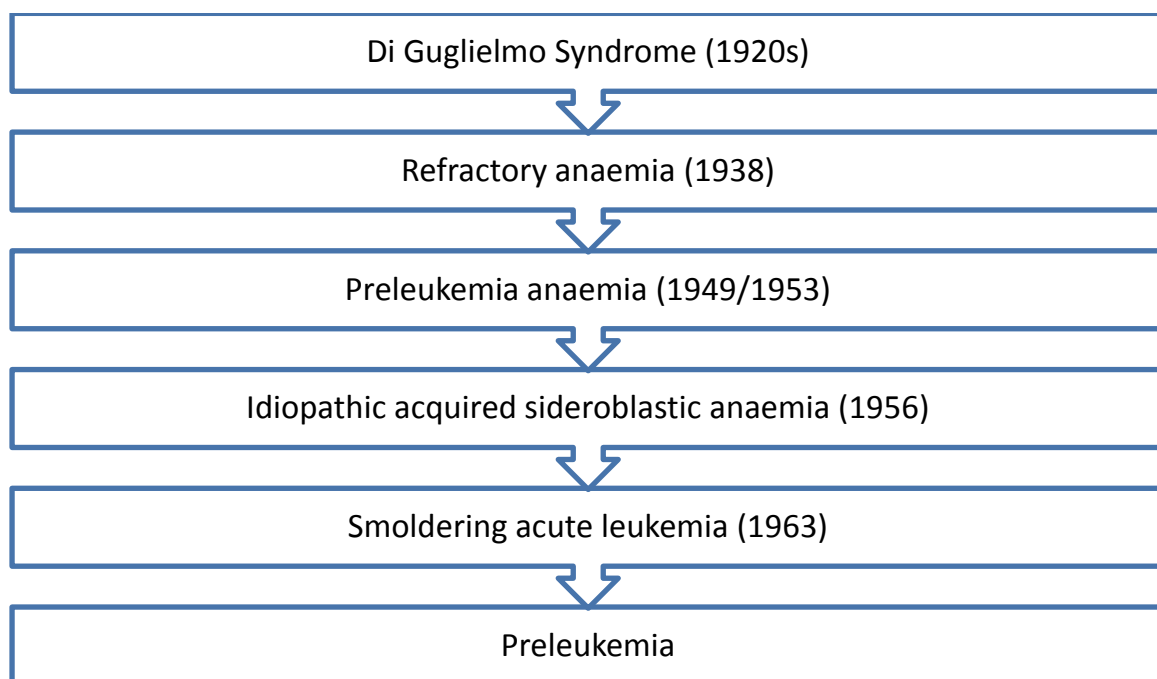 Di Guglielmo Syndrome (1920s)
Refractory anaemia (1938)
Preleukemia anaemia (1949/1953)
Idiopathic acquired sideroblastic anaemia (1956)
Smoldering acute leukemia (1963)
Preleukemia